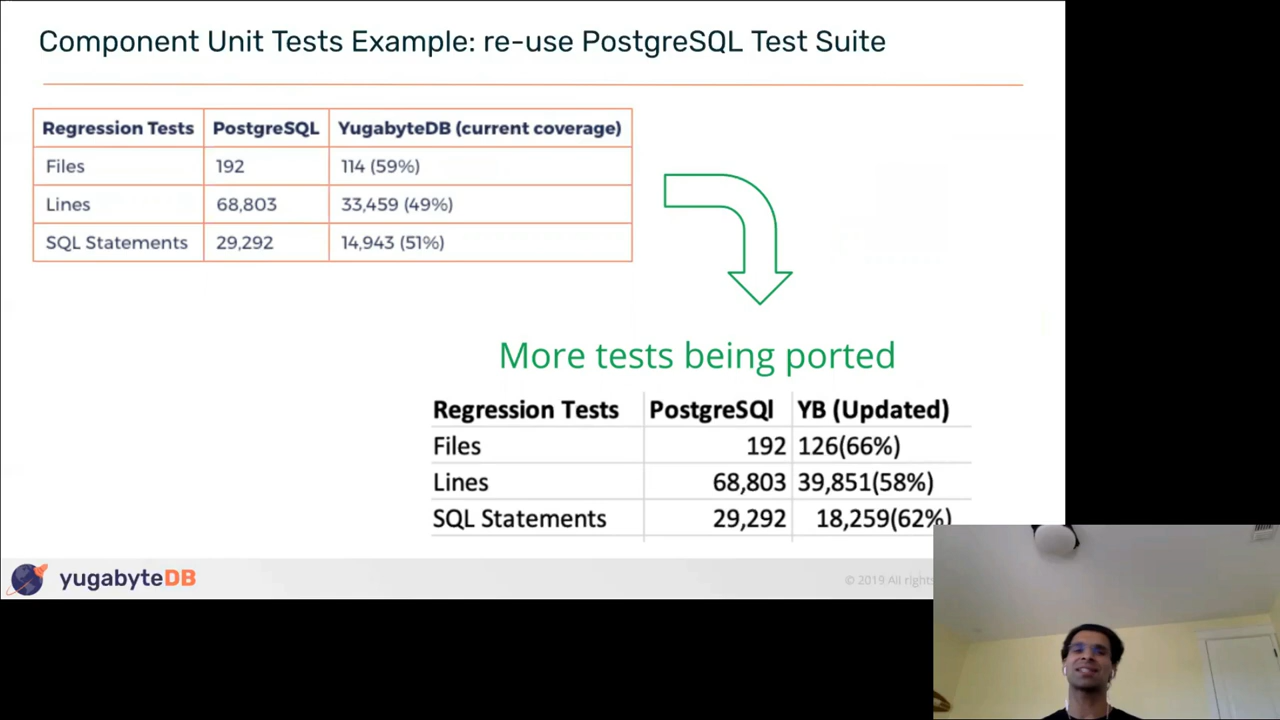 Component Unit Tests Example: re-use PostgreSQL Test Suite
Regression Tests PostgreSQL YugabyteDB (current coverage)
Files 192 114 (59%)
Lines 68,803 33,459 (49%)
SQL Statements 29,292 14,943 (51%)
More tests being ported
Regression Tests PostgreSQl YB (Updated)
Files 192 126(66%)
Lines 68,803 39,851(58%)
SQL Statements 29,292 18,259(62%)
yugabyteDB
© 2019 All rights